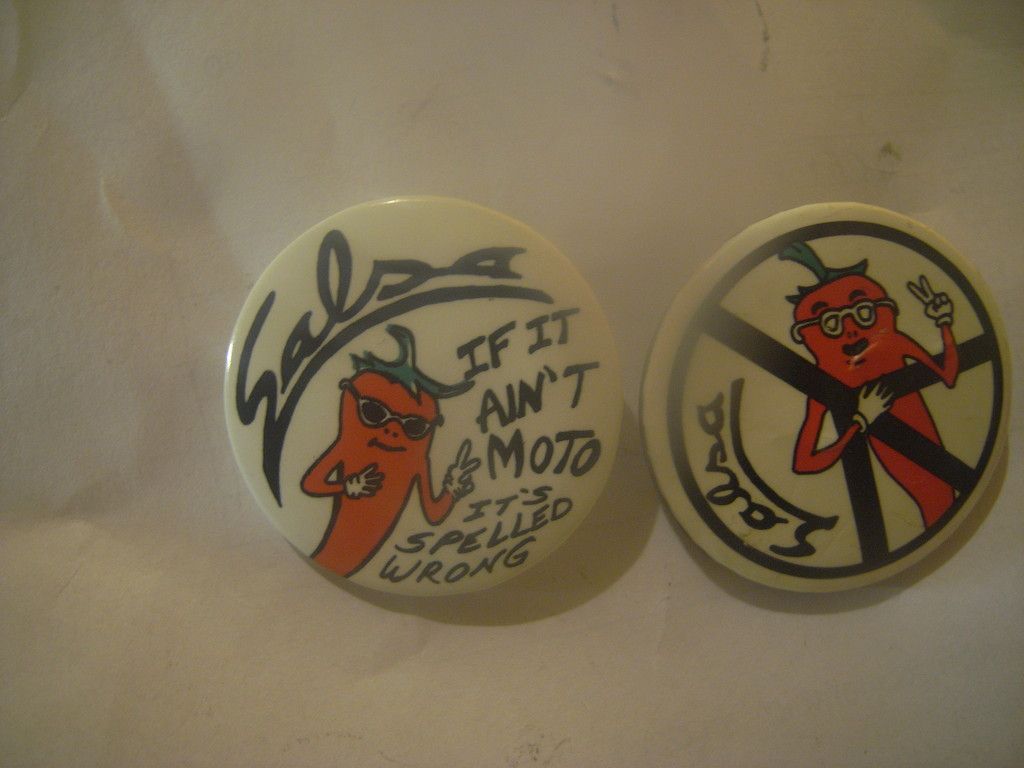 Salsa
IF IT
AIN'T
MOTO
IT'S
SPELLED
WRONG
Salsa